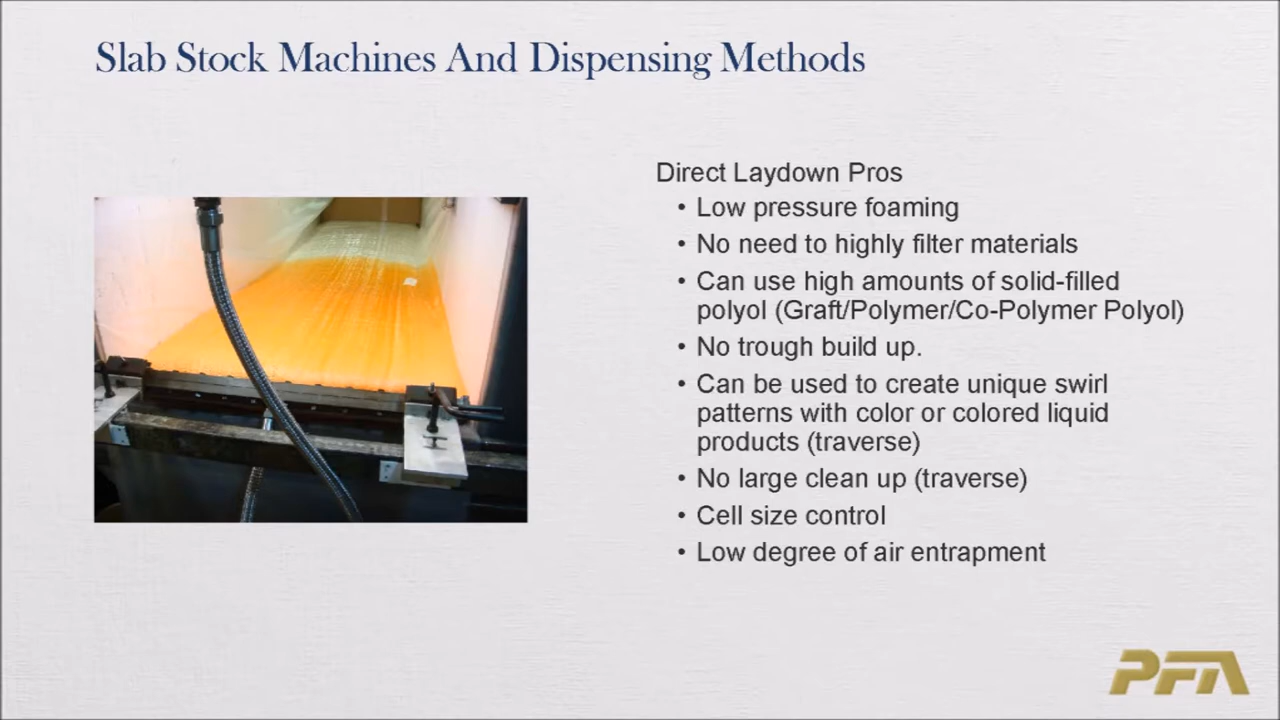 Slab Stock Machines And Dispensing Methods
Direct Laydown Pros
• Low pressure foaming
• No need to highly filter materials
• Can use high amounts of solid-filled
polyol (Graft/Polymer/Co-Polymer Polyol)
• No trough build up.
• Can be used to create unique swirl
patterns with color or colored liquid
products (traverse)
• No large clean up (traverse)
• Cell size control
• Low degree of air entrapment
PFA